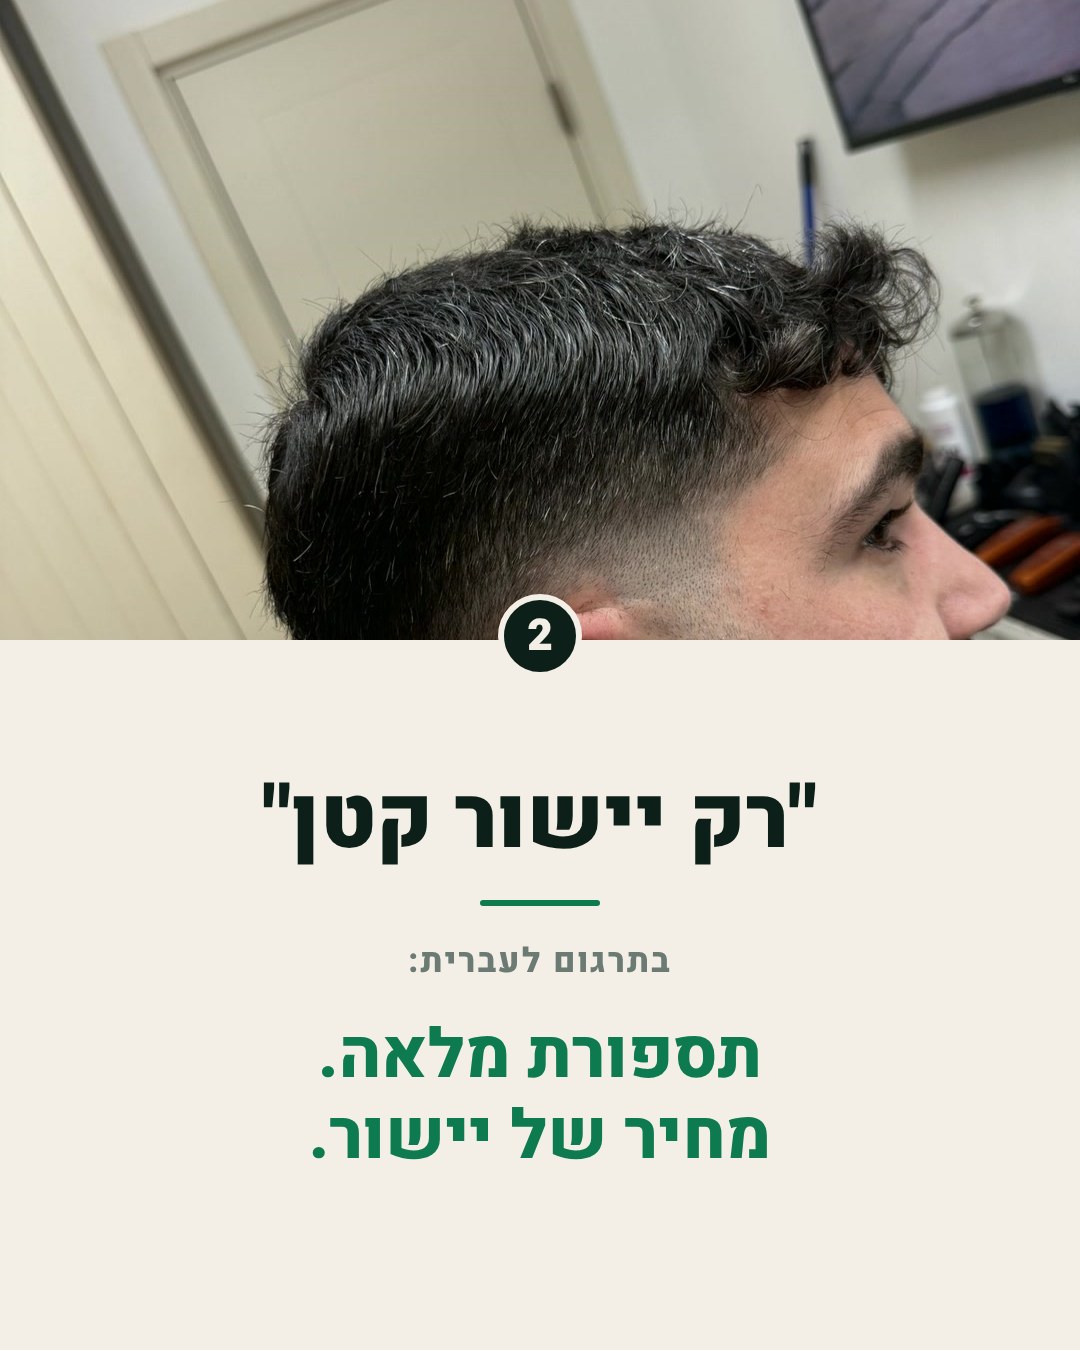 2
"רק יישור קטן"
בתרגום לעברית:
תספורת מלאה.
מחיר של יישור.